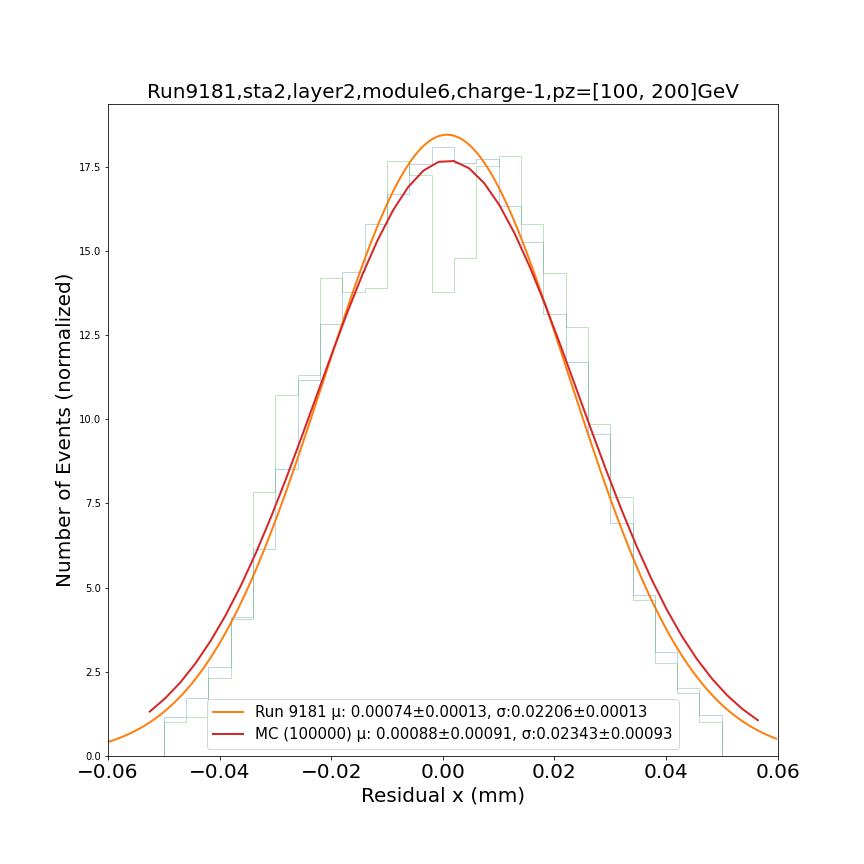 Run9181,sta2,layer2,module6,charge-1,pz=[100, 200]GeV
Number of Events (normalized)
17.5
15.0
12.5
10.0
7.5
5.0
2.5
0.0
Run 9181 μ: 0.00074±0.00013, σ:0.02206±0.00013
MC (100000) μ: 0.00088±0.00091, σ:0.02343±0.00093
−0.06 −0.04 −0.02 0.00 0.02 0.04 0.06
Residual x (mm)